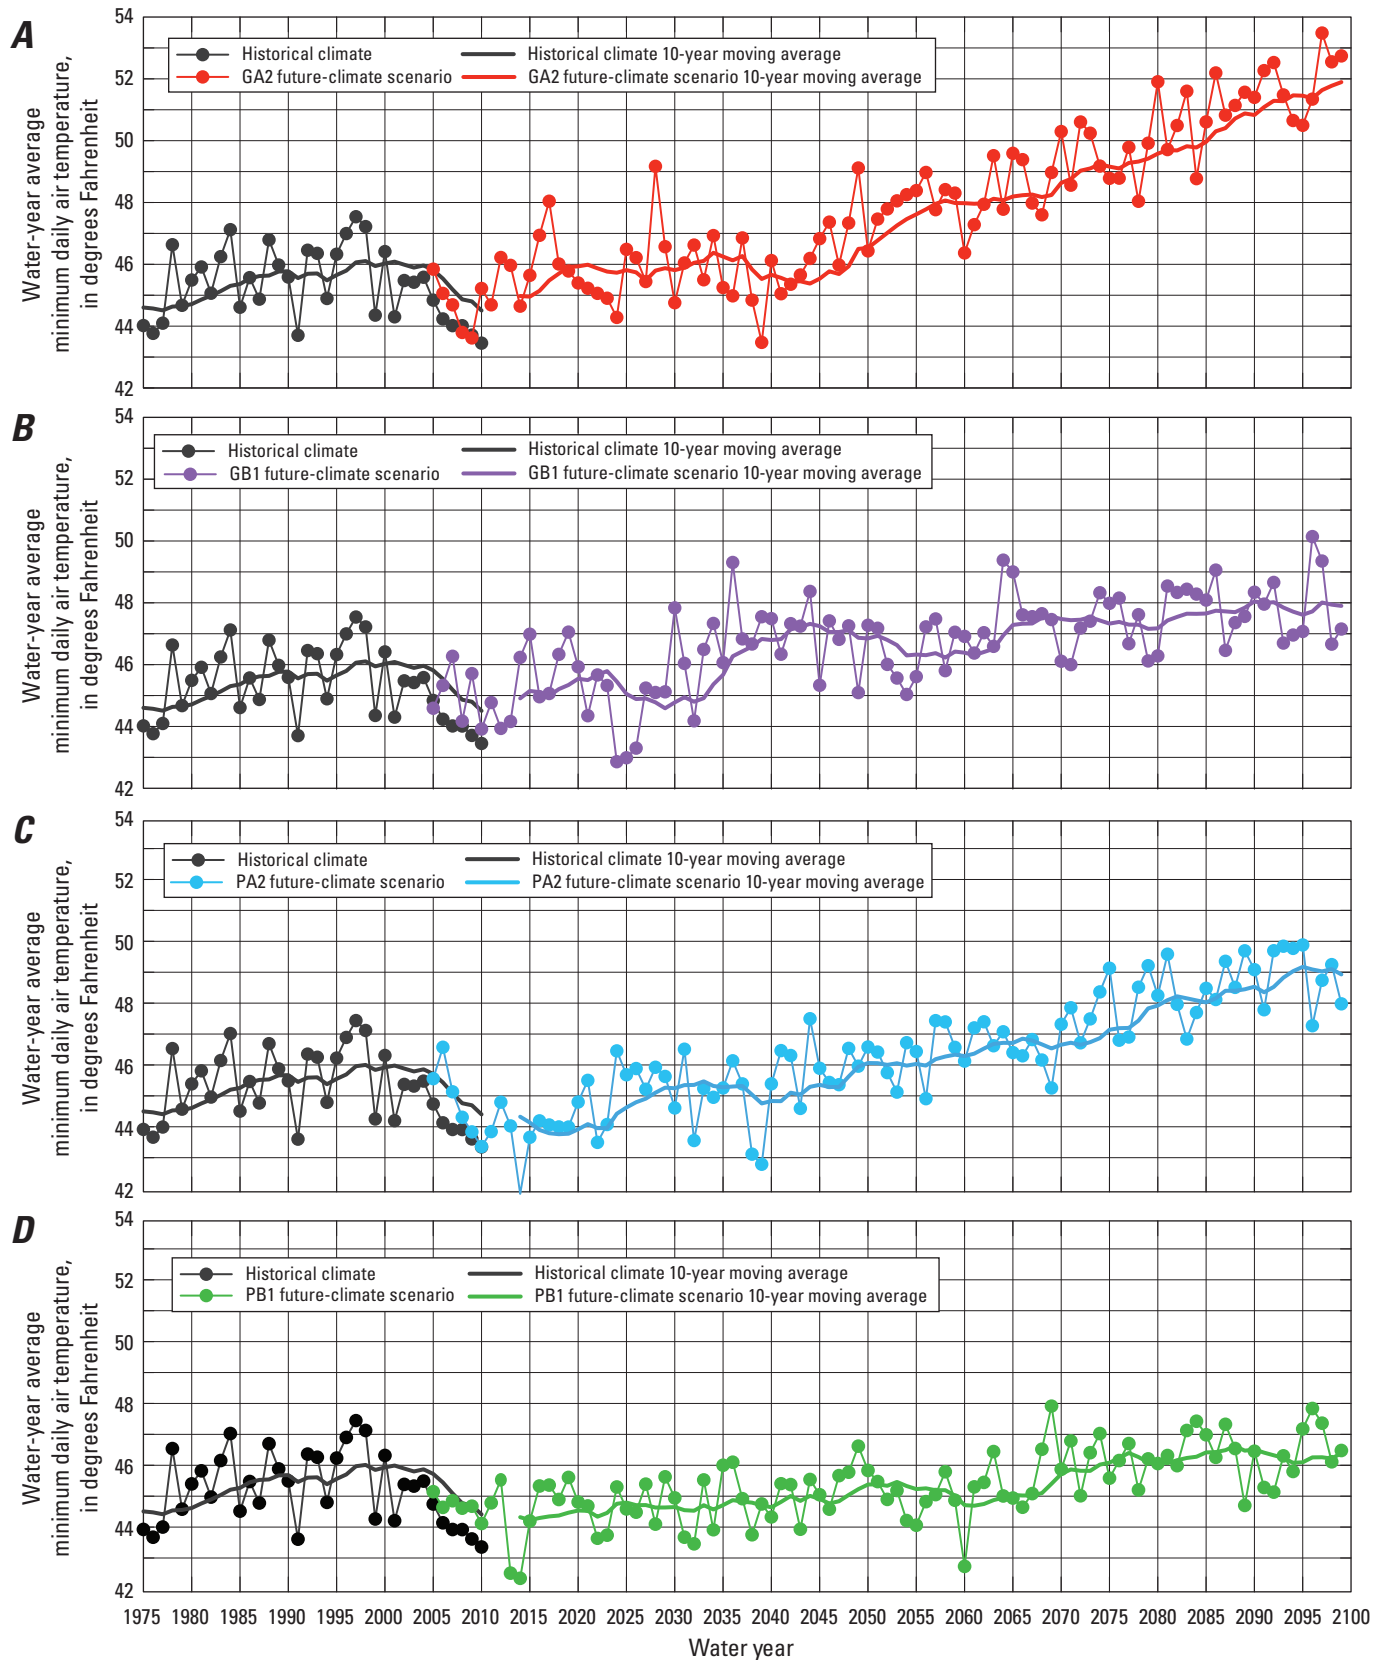 A
Water-year average
minimum daily air temperature,
in degrees Fahrenheit
54
52
50
48
46
44
42
Historical climate
Historical climate 10-year moving average
GA2 future-climate scenario
GA2 future-climate scenario 10-year moving average
B
Water-year average
minimum daily air temperature,
in degrees Fahrenheit
54
52
50
48
46
44
42
Historical climate
Historical climate 10-year moving average
GB1 future-climate scenario
GB1 future-climate scenario 10-year moving average
C
Water-year average
minimum daily air temperature,
in degrees Fahrenheit
54
52
50
48
46
44
42
Historical climate
Historical climate 10-year moving average
PA2 future-climate scenario
PA2 future-climate scenario 10-year moving average
D
Water-year average
minimum daily air temperature,
in degrees Fahrenheit
54
52
50
48
46
44
42
Historical climate
Historical climate 10-year moving average
PB1 future-climate scenario
PB1 future-climate scenario 10-year moving average
1975 1980 1985 1990 1995 2000 2005 2010 2015 2020 2025 2030 2035 2040 2045 2050 2055 2060 2065 2070 2075 2080 2085 2090 2095 2100
Water year